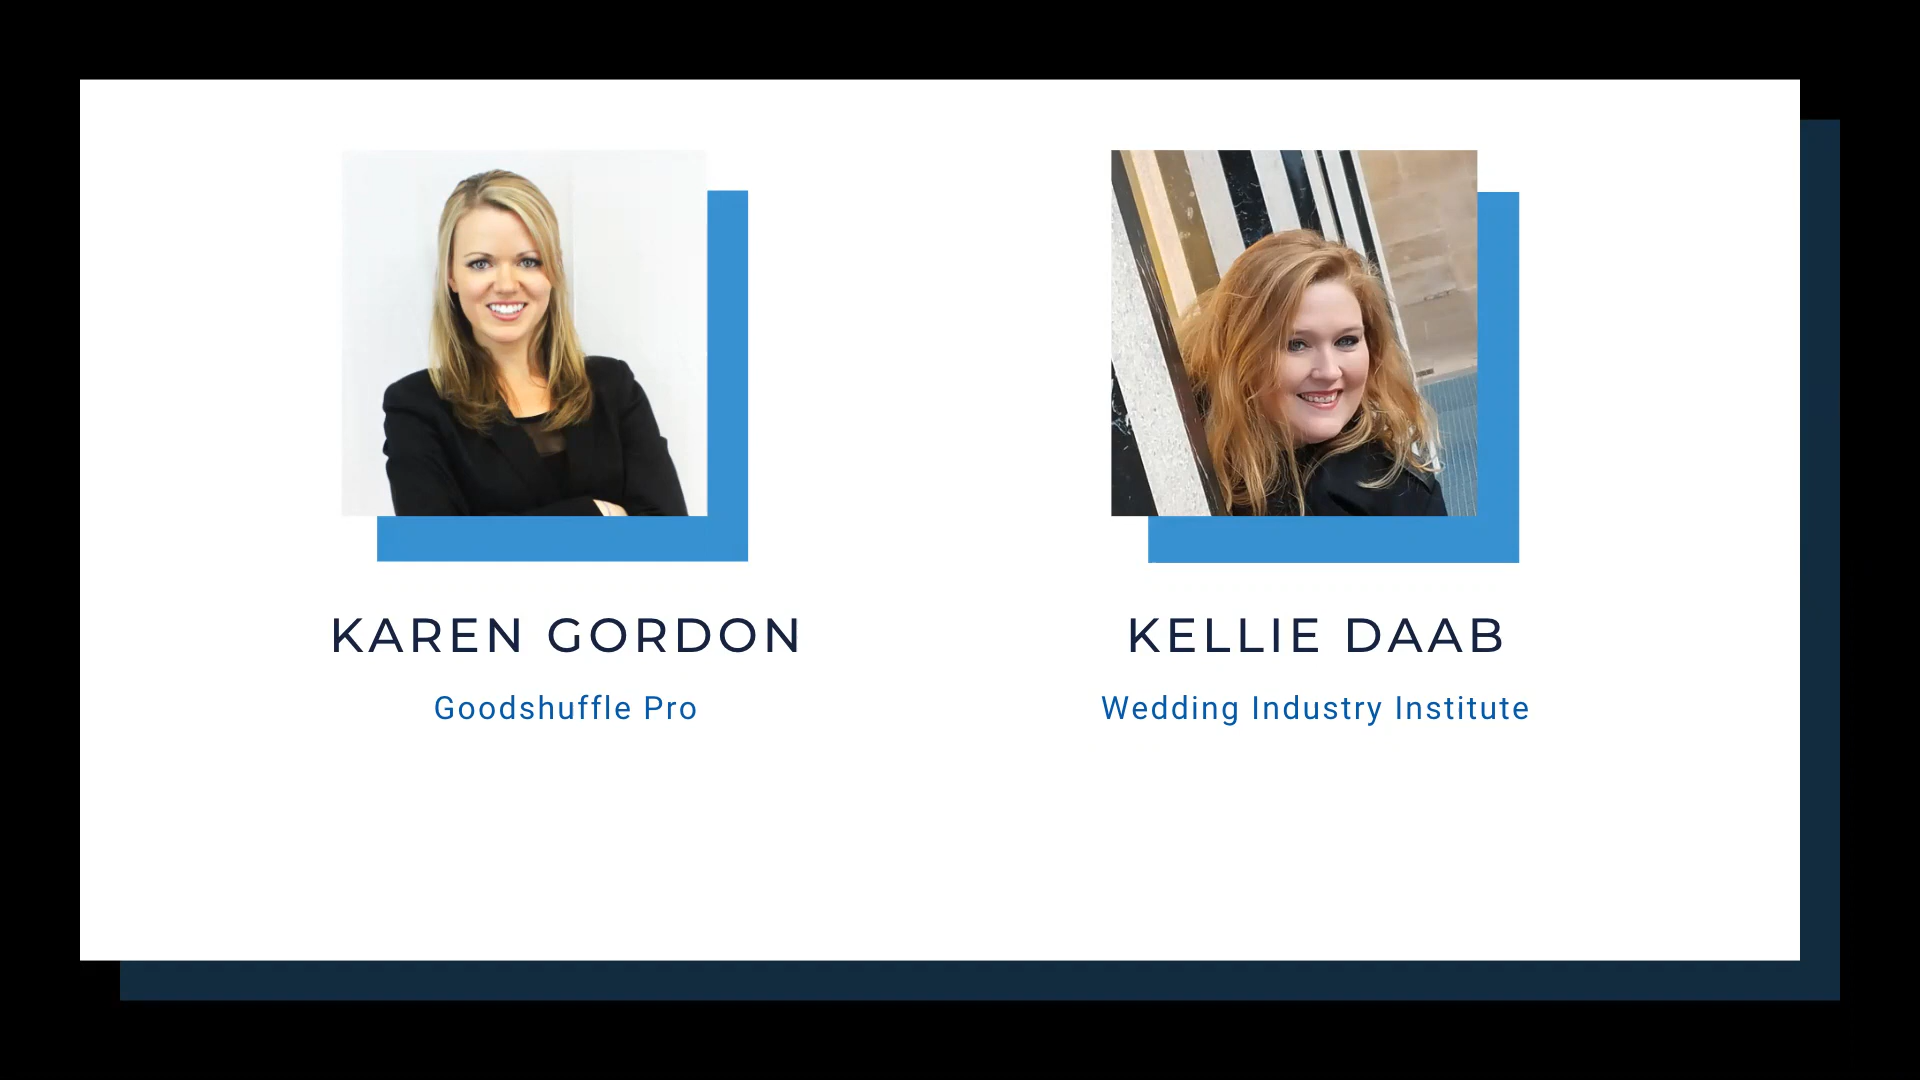 KAREN GORDON
Goodshuffle Pro
KELLIE DAAB
Wedding Industry Institute